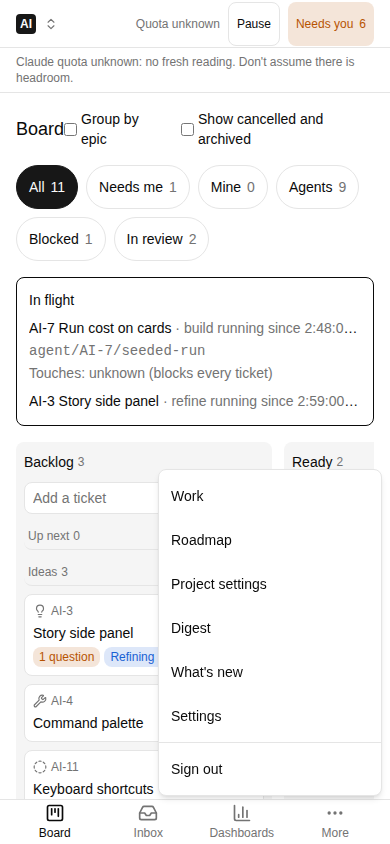 AI
Quota unknown
Pause
Needs you 6
Claude quota unknown: no fresh reading. Don't assume there is
headroom.
Board
Group by
epic
Show cancelled and
archived
All 11
Needs me 1
Mine 0
Agents 9
Blocked 1
In review 2
In flight
AI-7 Run cost on cards · build running since 2:48:0…
agent/AI-7/seeded-run
Touches: unknown (blocks every ticket)
AI-3 Story side panel · refine running since 2:59:00…
Backlog 3
Ready 2
Add a ticket
Up next 0
Ideas 3
AI-3
Story side panel
1 question
Refining
AI-4
Command palette
AI-11
Keyboard shortcuts
Work
Roadmap
Project settings
Digest
What's new
Settings
Sign out
Board
Inbox
Dashboards
More